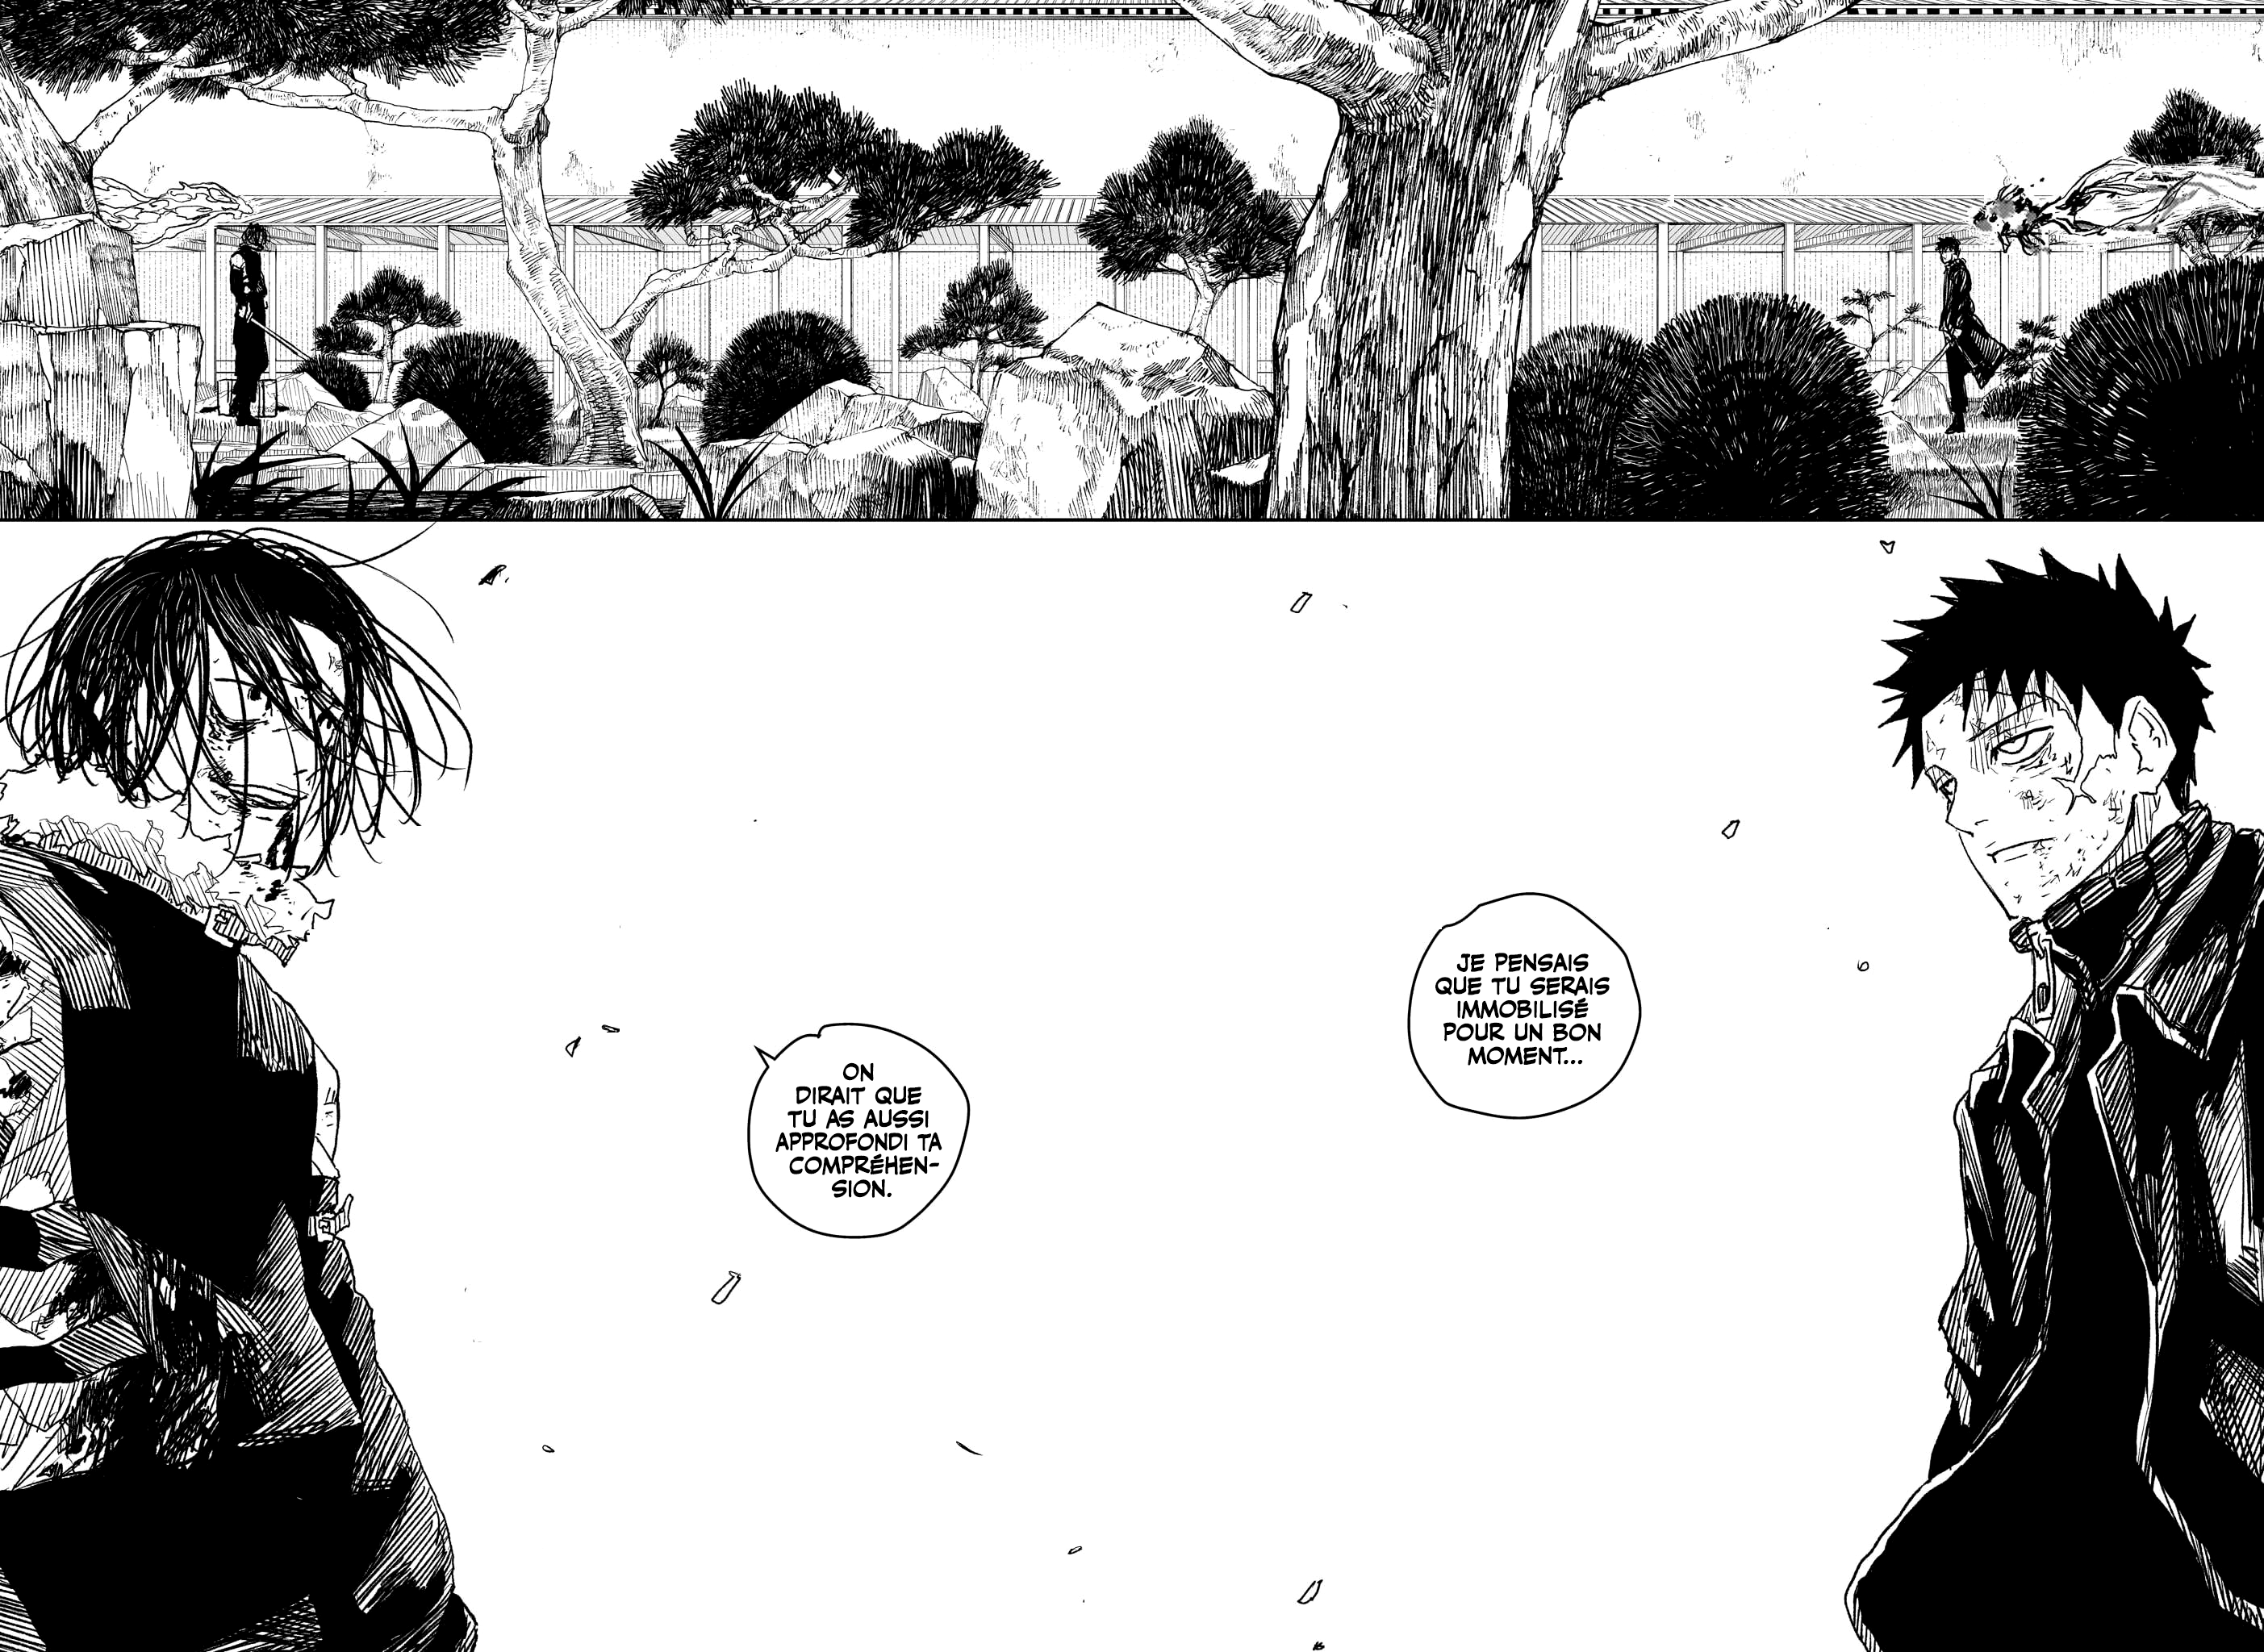 JE PENSAIS
QUE TU SERAIS
IMMOBILISÉ
POUR UN BON
MOMENT...
ON
DIRAIT QUE
TU AS AUSSI
APPROFONDI TA
COMPRÉHEN-
SION.